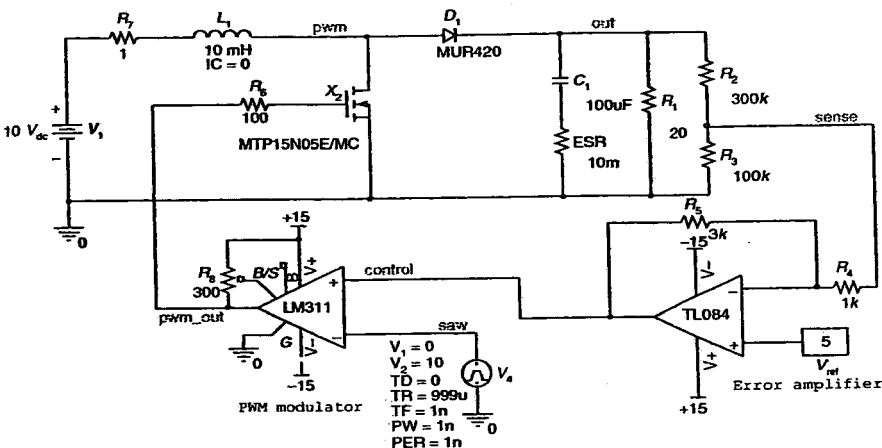 R7
1
L1
10 mH
IC = 0
pwm
D1
MUR420
out
C1
100uF
ESR
10m
R1
20
R2
300k
sense
R3
100k
10 Vdc
+
V1
−
R6
100
X2
MTP15N05E/MC
0
+15
R8
300
B/S
B
V+
LM311
+
−
G
V−
−15
0
pwm_out
PWM modulator
control
saw
V1 = 0
V2 = 10
TD = 0
TR = 999u
TF = 1n
PW = 1n
PER = 1n
V4
0
R5
3k
−15
V−
TL084
−
+
V+
+15
R4
1k
5
Vref
Error amplifier